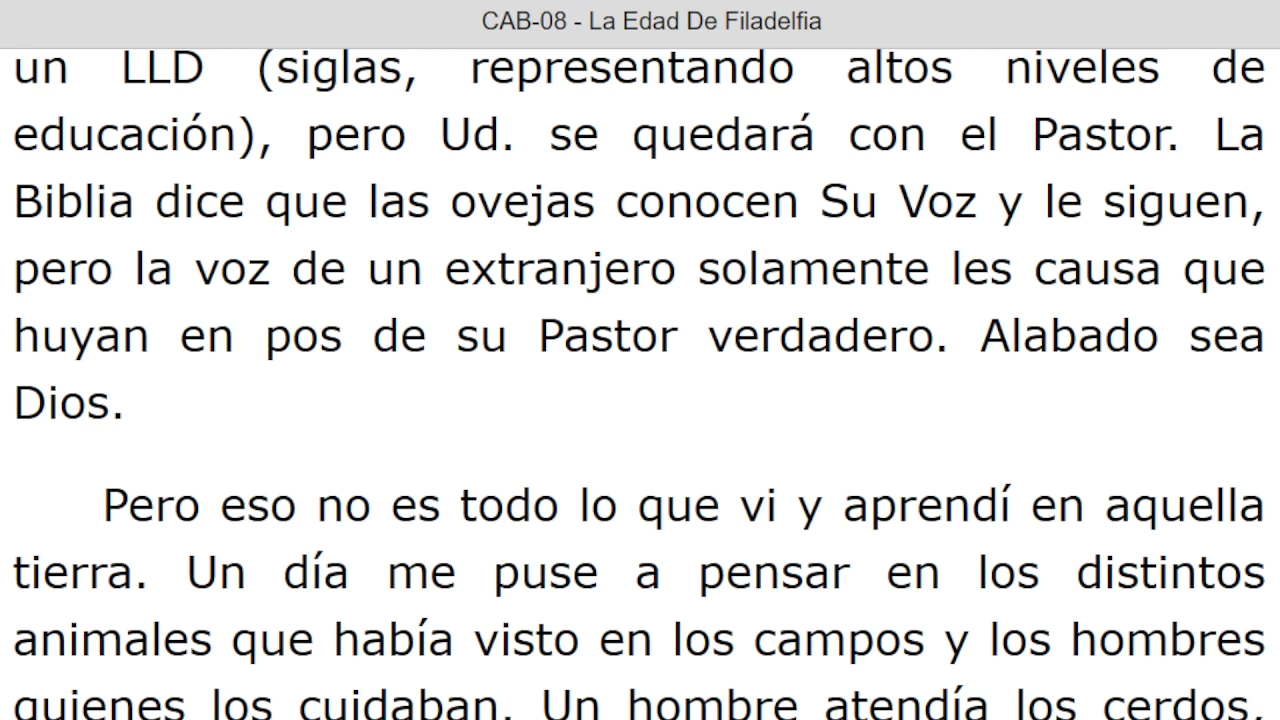 CAB-08 - La Edad De Filadelfia
un LLD (siglas, representando altos niveles de
educación), pero Ud. se quedará con el Pastor. La
Biblia dice que las ovejas conocen Su Voz y le siguen,
pero la voz de un extranjero solamente les causa que
huyan en pos de su Pastor verdadero. Alabado sea
Dios.
Pero eso no es todo lo que vi y aprendí en aquella
tierra. Un día me puse a pensar en los distintos
animales que había visto en los campos y los hombres
quienes los cuidaban. Un hombre atendía los cerdos,